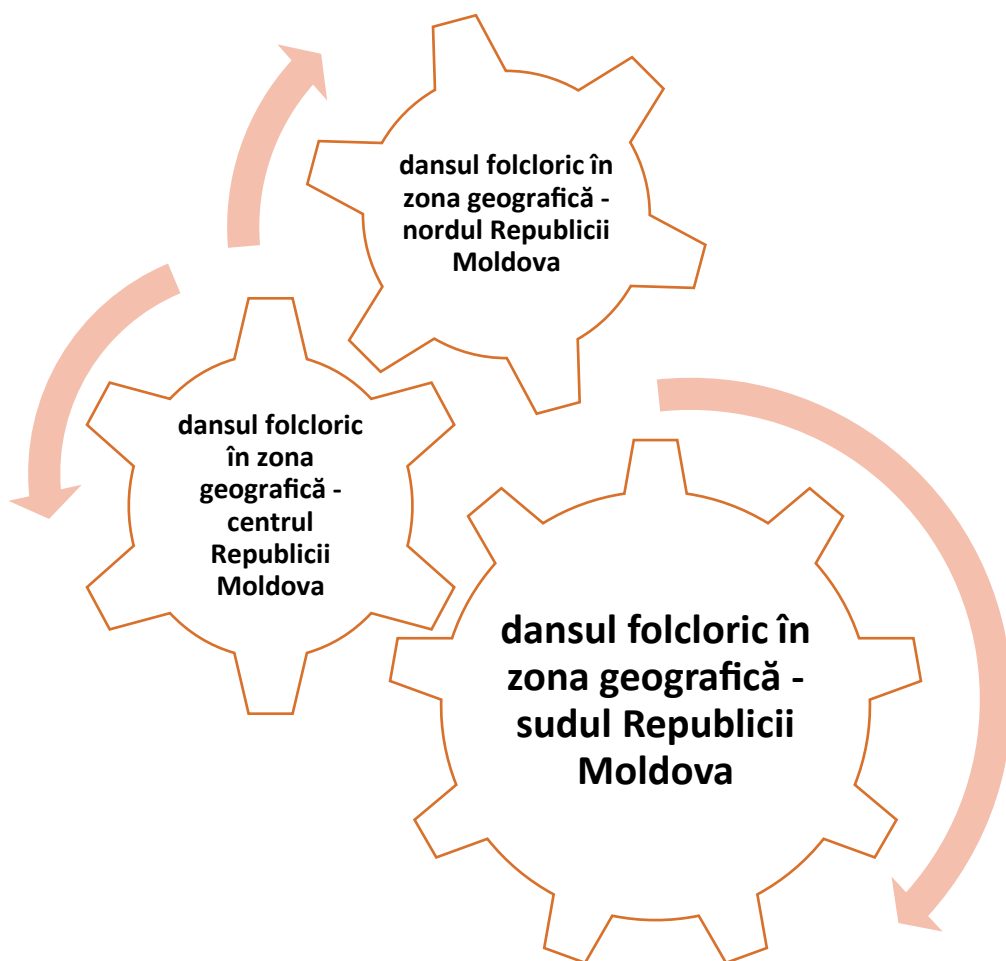 dansul folcloric în
zona geografică -
nordul Republicii
Moldova
dansul folcloric
în zona
geografică -
centrul
Republicii
Moldova
dansul folcloric în
zona geografică -
sudul Republicii
Moldova